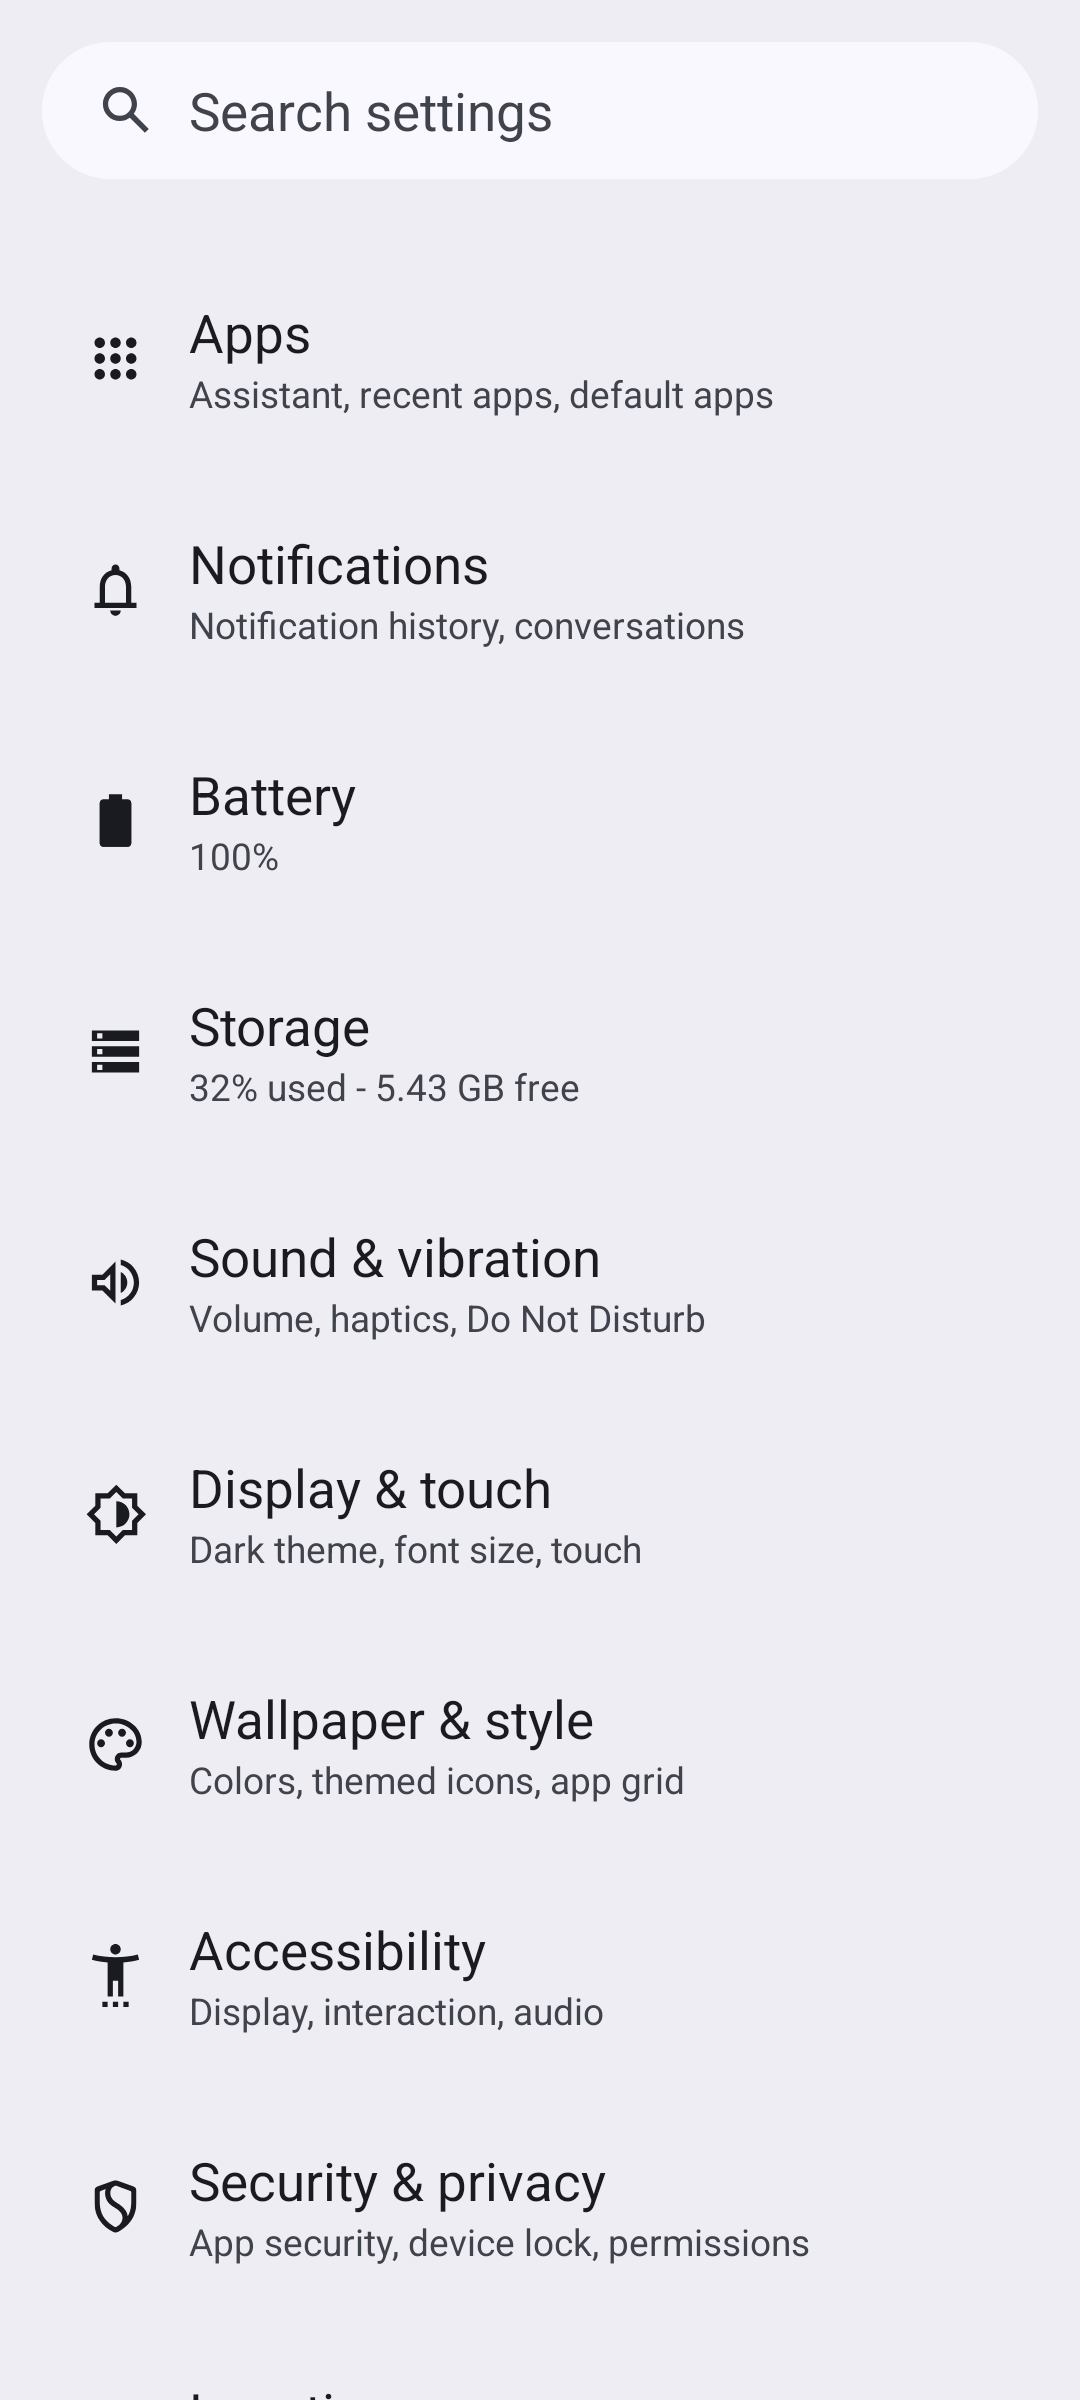 Search settings
Apps
Assistant, recent apps, default apps
Notifications
Notification history, conversations
Battery
100%
Storage
32% used - 5.43 GB free
Sound & vibration
Volume, haptics, Do Not Disturb
Display & touch
Dark theme, font size, touch
Wallpaper & style
Colors, themed icons, app grid
Accessibility
Display, interaction, audio
Security & privacy
App security, device lock, permissions